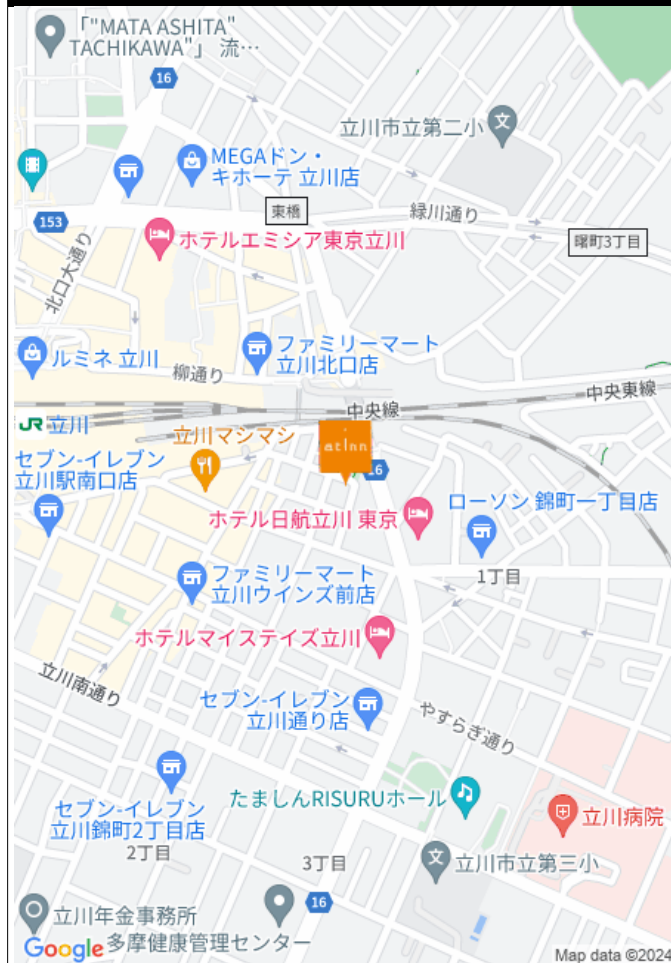 「"MATA ASHITA"
TACHIKAWA"」 流…
16
立川市立第二小
MEGAドン・
キホーテ 立川店
東橋
緑川通り
153
ホテルエミシア東京立川
曙町3丁目
北口大通り
ファミリーマート
立川北口店
ルミネ 立川
柳通り
中央東線
中央線
JR 立川
立川マシマシ
at Inn
16
セブン-イレブン
立川駅南口店
ホテル日航立川 東京
ローソン 錦町一丁目店
ファミリーマート
立川ウインズ前店
1丁目
ホテルマイステイズ立川
立川南通り
セブン-イレブン
立川通り店
やすらぎ通り
たましんRISURUホール
セブン-イレブン
立川錦町2丁目店
立川病院
2丁目
3丁目
立川市立第三小
16
立川年金事務所
Google
多摩健康管理センター
Map data ©2024